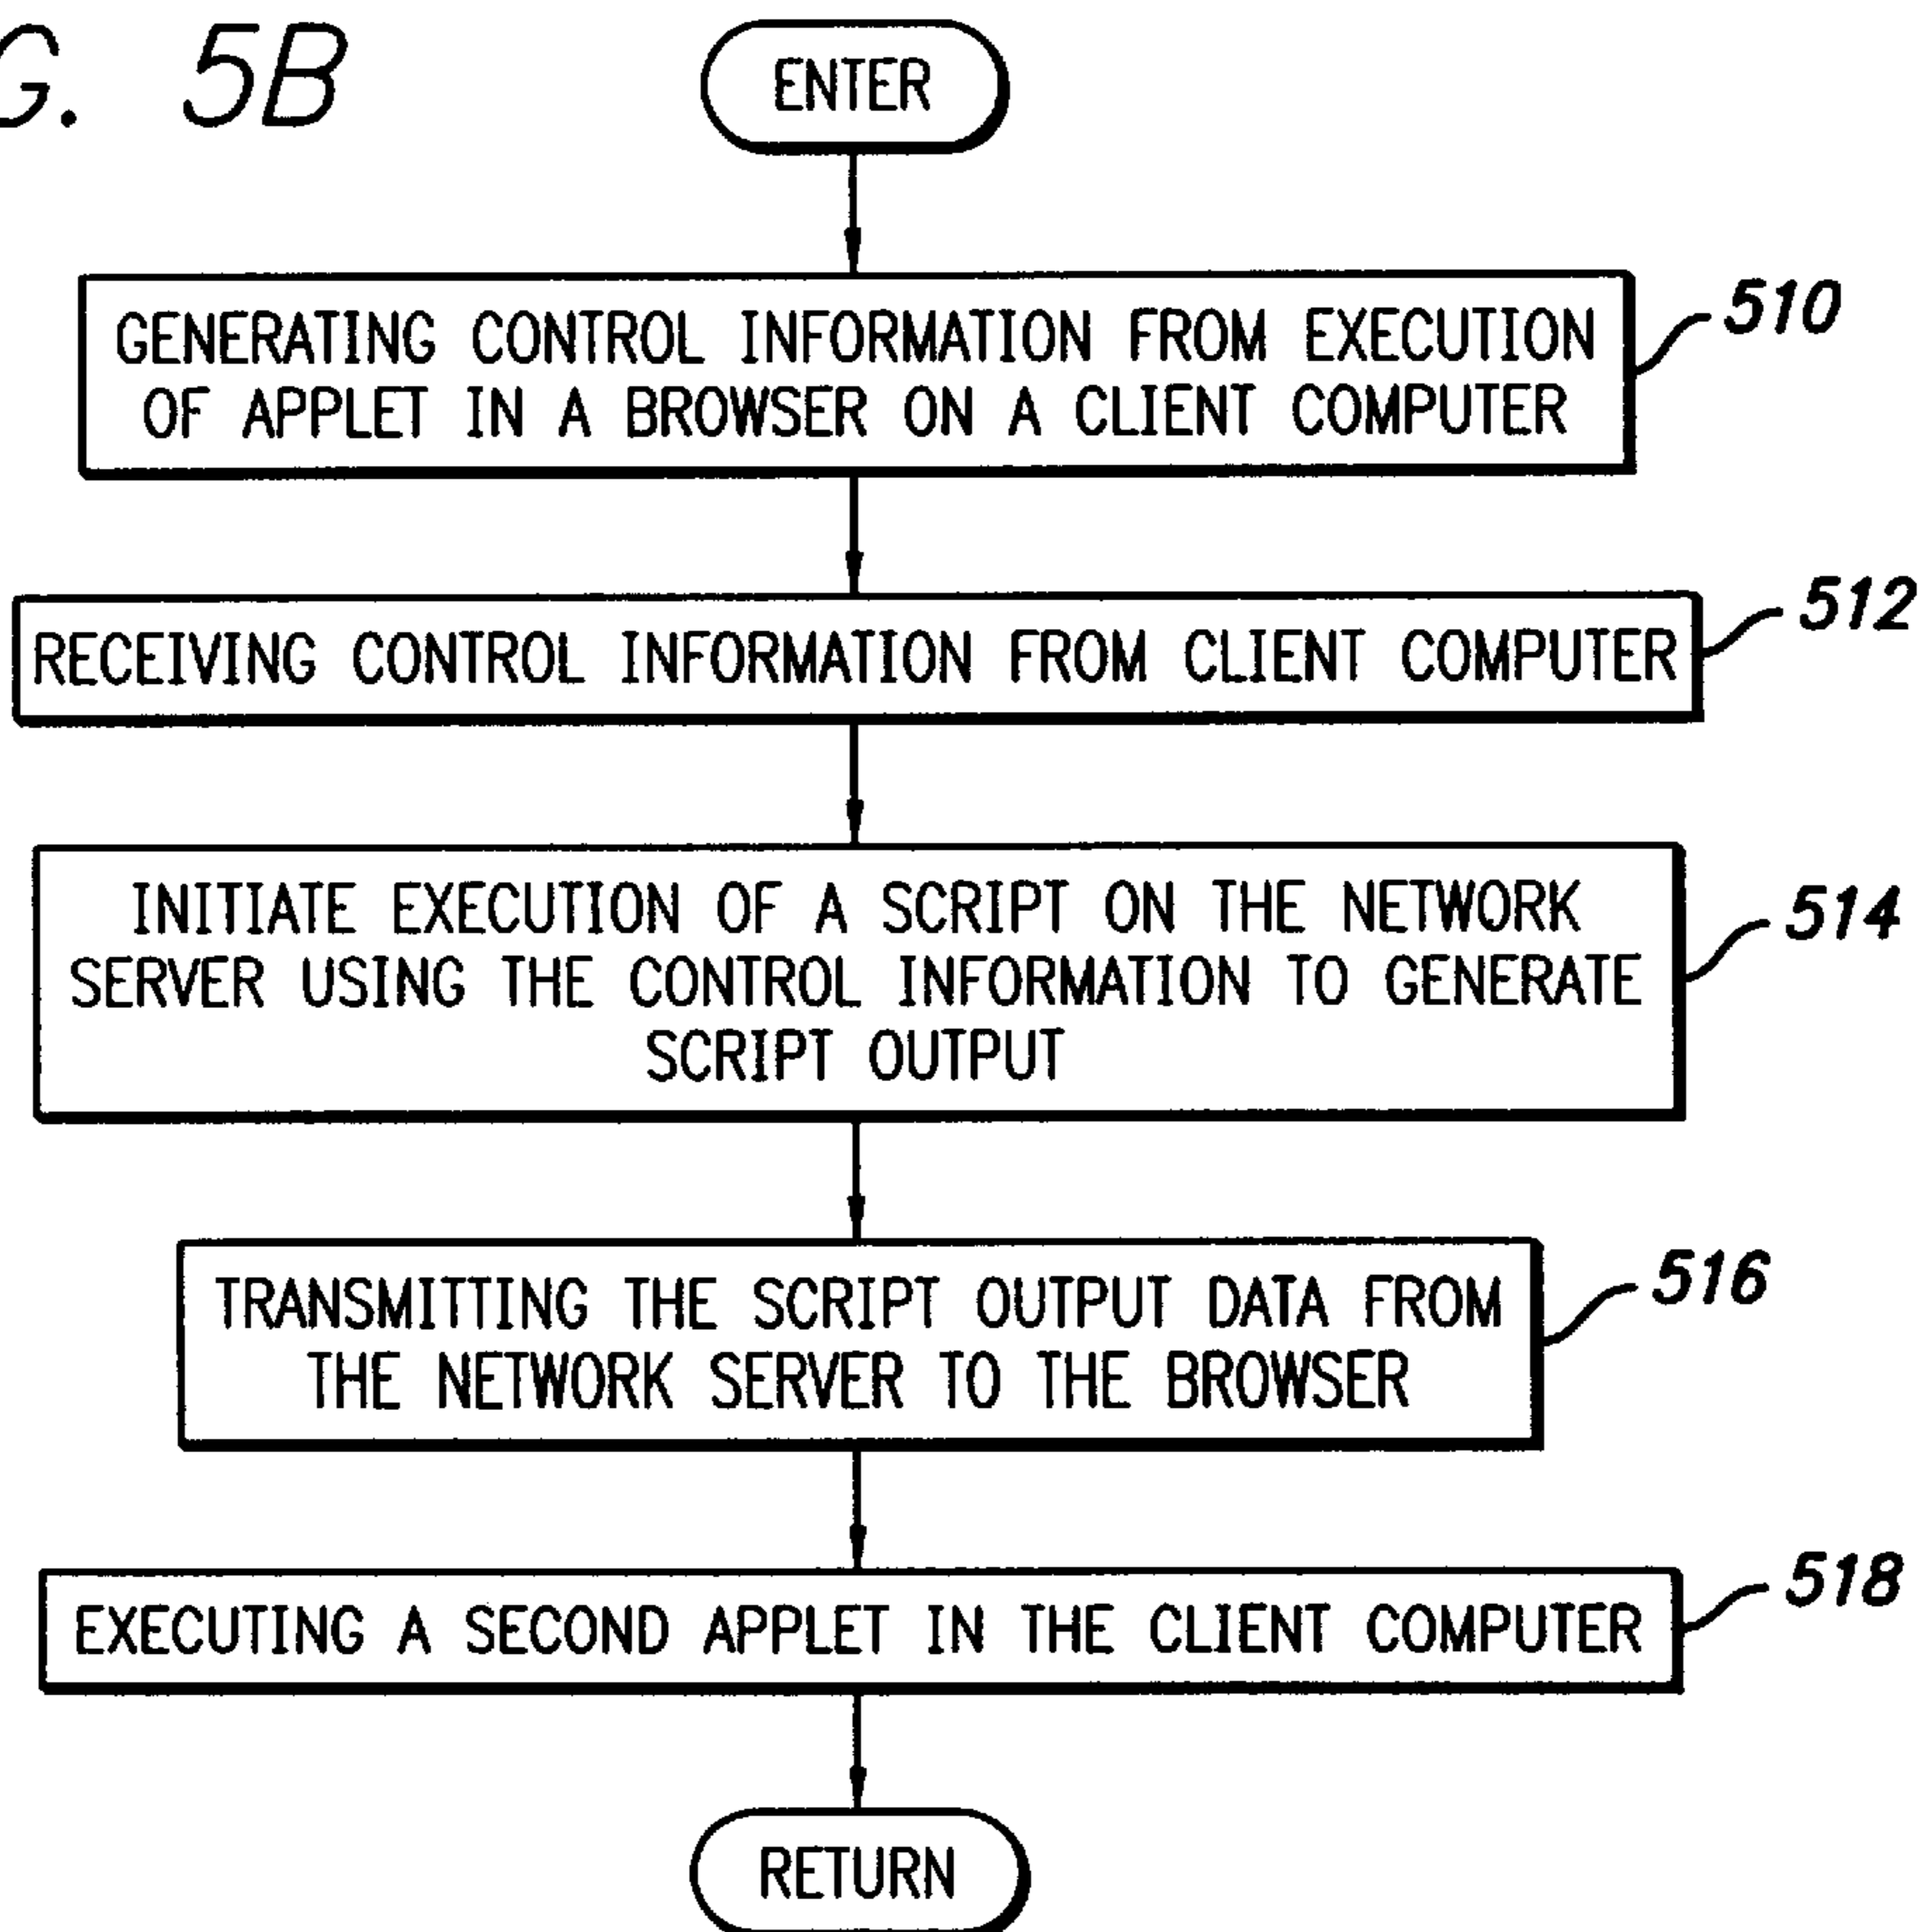 G. 5B
ENTER
GENERATING CONTROL INFORMATION FROM EXECUTION
OF APPLET IN A BROWSER ON A CLIENT COMPUTER
510
RECEIVING CONTROL INFORMATION FROM CLIENT COMPUTER
512
INITIATE EXECUTION OF A SCRIPT ON THE NETWORK
SERVER USING THE CONTROL INFORMATION TO GENERATE
SCRIPT OUTPUT
514
TRANSMITTING THE SCRIPT OUTPUT DATA FROM
THE NETWORK SERVER TO THE BROWSER
516
EXECUTING A SECOND APPLET IN THE CLIENT COMPUTER
518
RETURN